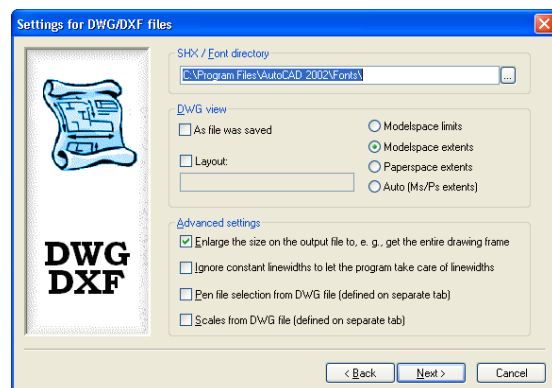 Settings for DWG/DXF files
SHX / Font directory
C:\Program Files\AutoCAD 2002\Fonts\
...
DWG view
As file was saved
Modelspace limits
Modelspace extents
Layout:
Paperspace extents
Auto (Ms/Ps extents)
Advanced settings
Enlarge the size on the output file to, e. g., get the entire drawing frame
Ignore constant linewidths to let the program take care of linewidths
Pen file selection from DWG file (defined on separate tab)
Scales from DWG file (defined on separate tab)
DWG
DXF
< Back
Next >
Cancel